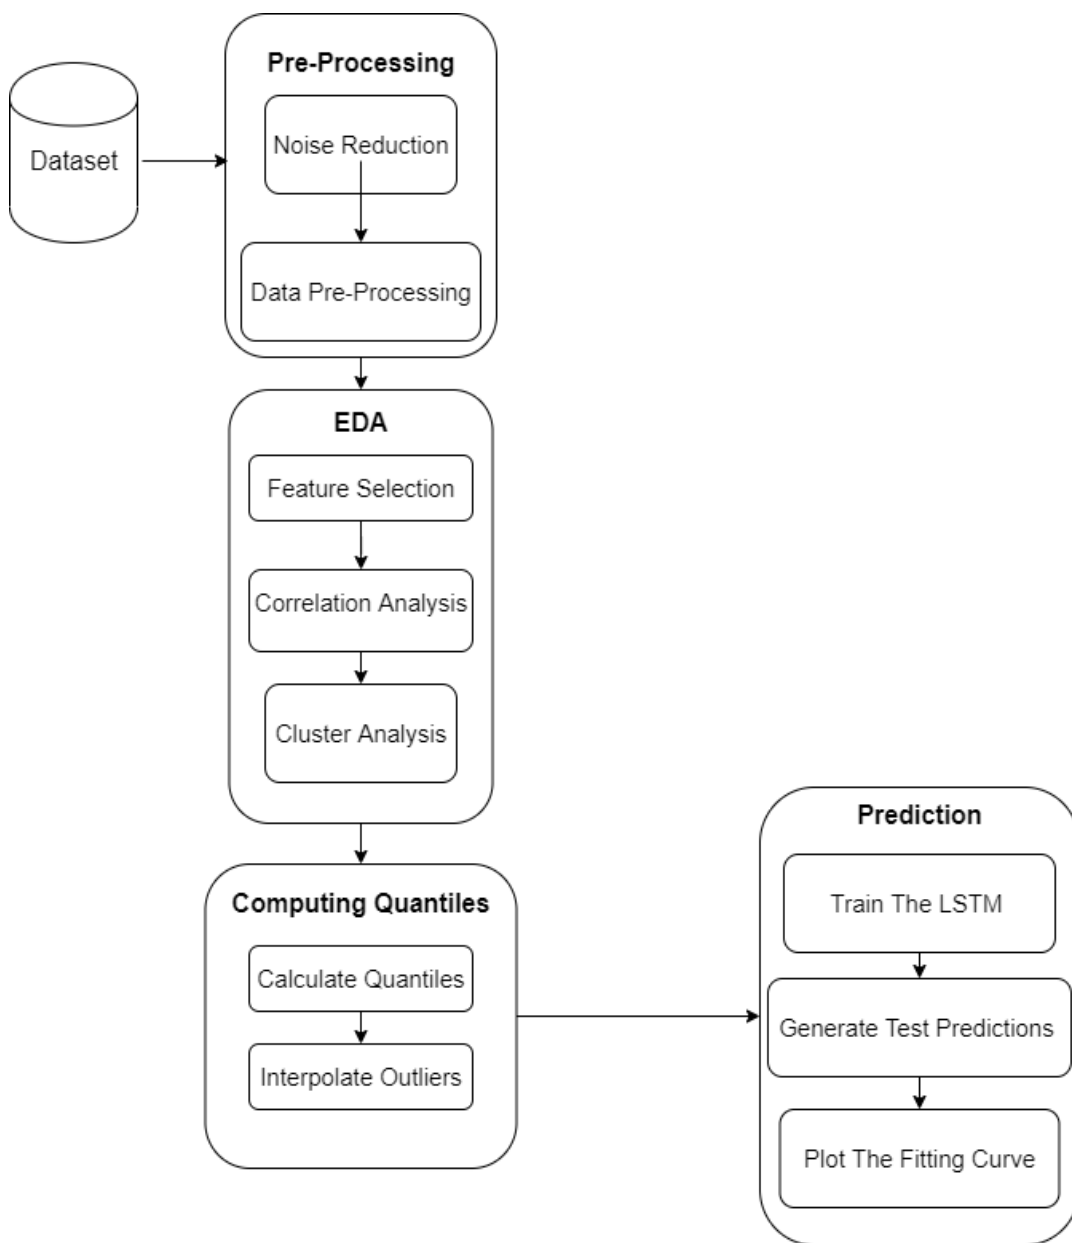 Dataset
Pre-Processing
Noise Reduction
Data Pre-Processing
EDA
Feature Selection
Correlation Analysis
Cluster Analysis
Computing Quantiles
Calculate Quantiles
Interpolate Outliers
Prediction
Train The LSTM
Generate Test Predictions
Plot The Fitting Curve